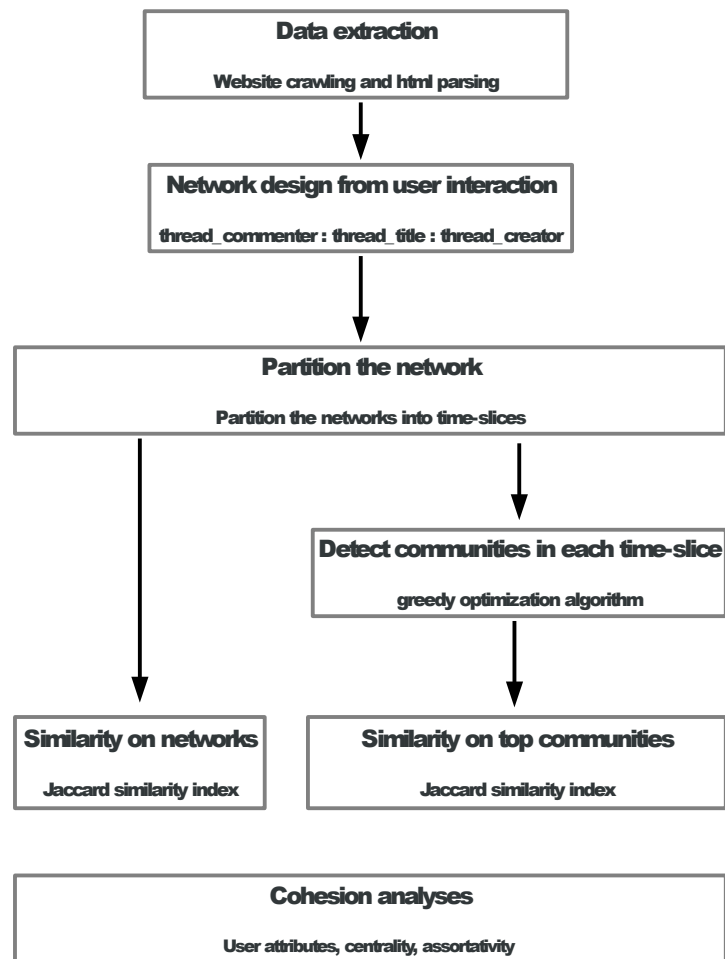 Data extraction
Website crawling and html parsing
Network design from user interaction
thread_commenter : thread_title : thread_creator
Partition the network
Partition the networks into time-slices
Detect communities in each time-slice
greedy optimization algorithm
Similarity on networks
Jaccard similarity index
Similarity on top communities
Jaccard similarity index
Cohesion analyses
User attributes, centrality, assortativity